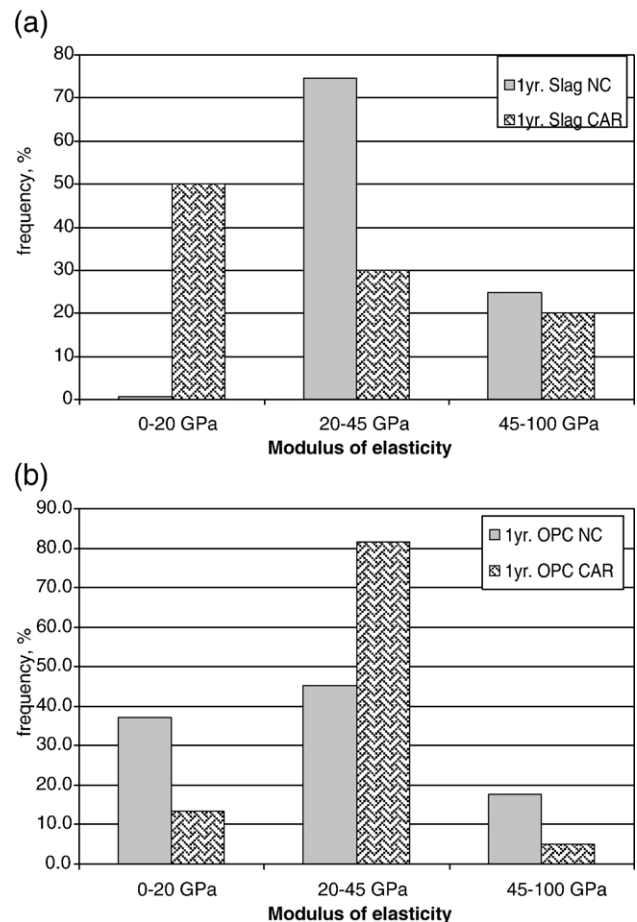 (a)
80
70
60
50
40
30
20
10
0
frequency, %
1yr. Slag NC
1yr. Slag CAR
0-20 GPa 20-45 GPa 45-100 GPa
Modulus of elasticity
(b)
90.0
80.0
70.0
60.0
50.0
40.0
30.0
20.0
10.0
0.0
frequency, %
1yr. OPC NC
1yr. OPC CAR
0-20 GPa 20-45 GPa 45-100 GPa
Modulus of elasticity